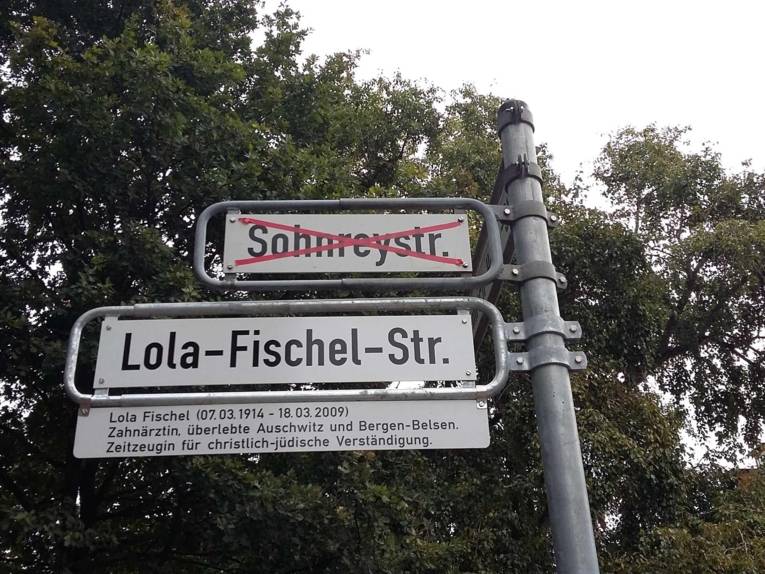 Sohnreystr.
Lola-Fischel-Str.
Lola Fischel (07.03.1914 - 18.03.2009)
Zahnärztin, überlebte Auschwitz und Bergen-Belsen.
Zeitzeugin für christlich-jüdische Verständigung.